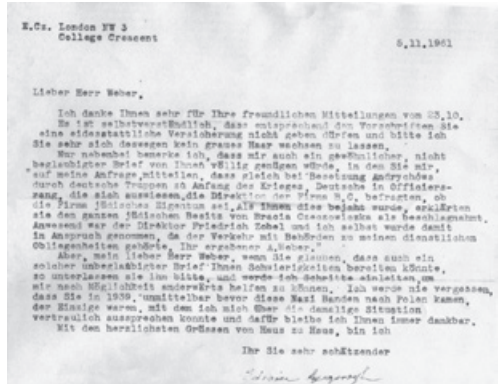 E.Cz. London NW 3
College Crescent
5.11.1961
Lieber Herr Weber,
Ich danke Ihnen sehr für Ihre freundlichen Mitteilungen vom 23.10.
Es ist selbstverständlich, dass entsprechend den Vorschriften Sie
eine eidesstattliche Versicherung nicht geben dürfen und bitte ich
Sie sehr sich deswegen kein graues Haar wachsen zu lassen.
Nur nebenbei bemerke ich, dass mir auch ein gewöhnlicher, nicht
beglaubigter Brief von Ihnen völlig genügen würde, in dem Sie mir
"auf meine Anfrage mitteilen, dass gleich bei Besetzung Andrychows
durch deutsche Truppen zu Anfang des Krieges, Deutsche in Officiers-
rang, die sich auswiesen, die Direktion der Firma B.C. befragten, ob
die Firma jüdisches Eigentum sei. Als ihnen dies bejaht wurde, erklärten
sie den ganzen jüdischen Besitz von Bracia Czeczowiczka als beschlagnahmt.
Anwesend war der Direktor Friedrich Zobel und ich selbst wurde damit
in Anspruch genommen, da der Verkehr mit Behörden zu meinen dienstlichen
Obliegenheiten gehörte. Ihr ergebener A.Weber."
Aber, mein lieber Herr Weber, wenn Sie glauben, dass auch ein
solcher unbeglaubigter Brief Ihnen Schwierigkeiten bereiten könnte,
so unterlassen sie ihn bitte, und werde ich Schritte einleiten, um
mir nach Möglichkeit anderwärts helfen zu können. Ich werde nie vergessen,
dass Sie in 1939, unmittelbar bevor diese Nazi Banden nach Polen kamen,
der Einzige waren, mit dem ich mich über die damalige Situation
vertraulich aussprechen konnte und dafür bleibe ich Ihnen immer dankbar.
Mit dem herzlichsten Grüssen von Haus zu Haus, bin ich
Ihr Sie sehr schätzender